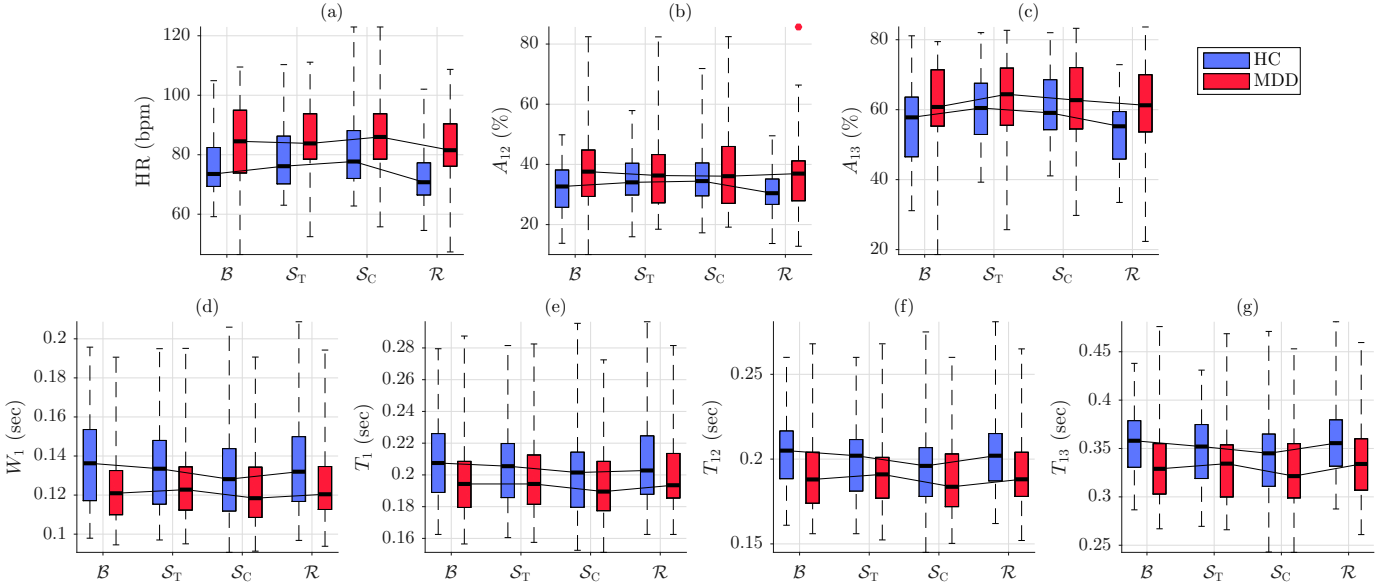 (a)
HR (bpm)
120
100
80
60
ℬ 𝒮T 𝒮C ℛ
(b)
A12 (%)
80
60
40
20
ℬ 𝒮T 𝒮C ℛ
(c)
A13 (%)
80
60
40
20
ℬ 𝒮T 𝒮C ℛ
HC
MDD
(d)
W1 (sec)
0.2
0.18
0.16
0.14
0.12
0.1
ℬ 𝒮T 𝒮C ℛ
(e)
T1 (sec)
0.28
0.26
0.24
0.22
0.2
0.18
0.16
ℬ 𝒮T 𝒮C ℛ
(f)
T12 (sec)
0.25
0.2
0.15
ℬ 𝒮T 𝒮C ℛ
(g)
T13 (sec)
0.45
0.4
0.35
0.3
0.25
ℬ 𝒮T 𝒮C ℛ